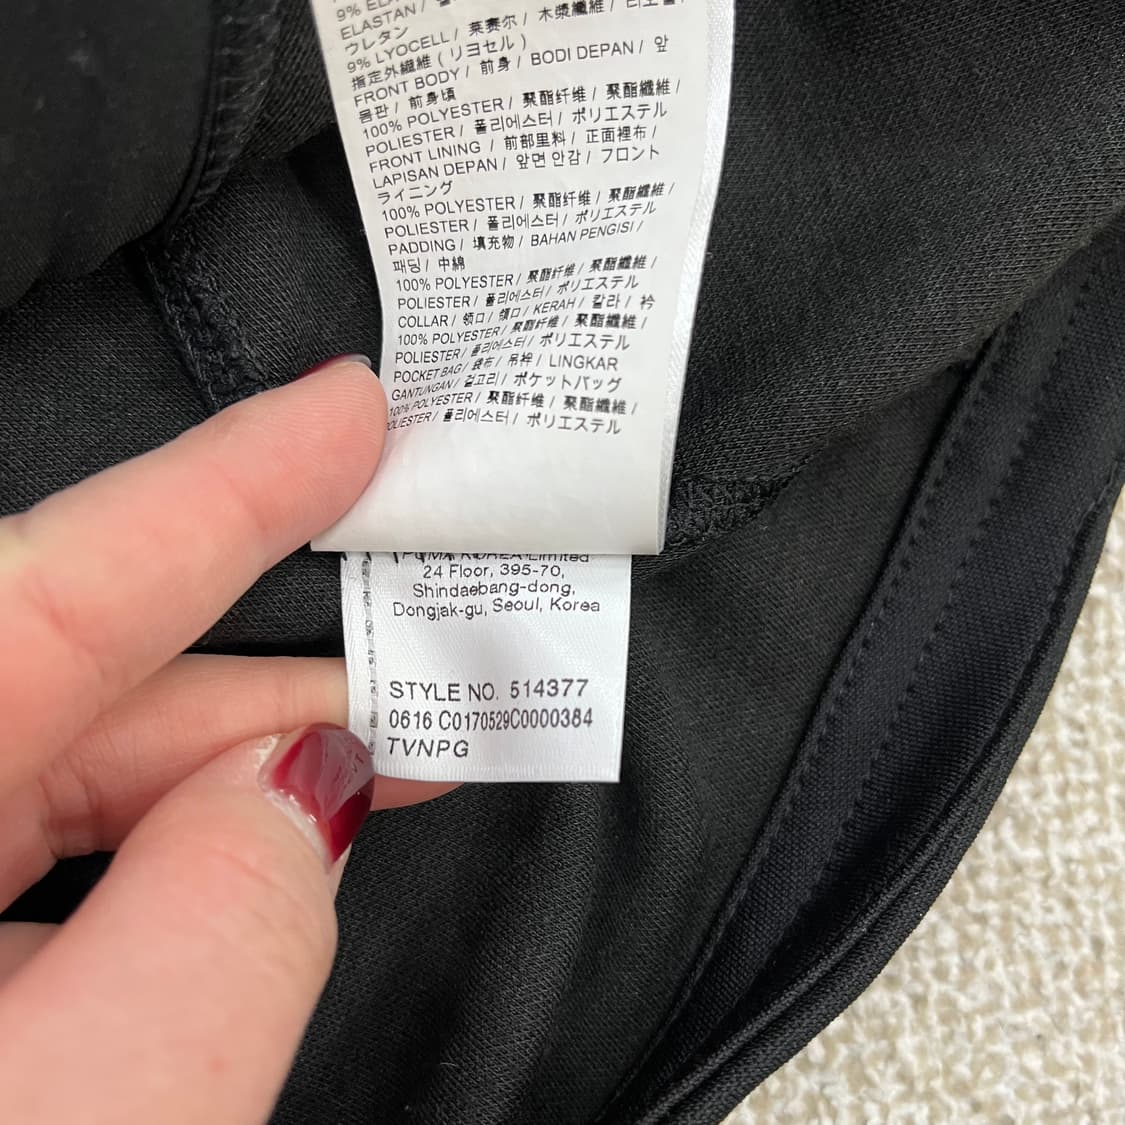 9% ELA
ELASTAN /
ウレタン
9% LYOCELL / 莱赛尔 / 木漿纖維 /
指定外繊維 ( リヨセル )
FRONT BODY / 前身 / BODI DEPAN / 앞
몸판 / 前身頃
100% POLYESTER / 聚酯纤维 / 聚酯纖維 /
POLIESTER / 폴리에스터 / ポリエステル
FRONT LINING / 前部里料 / 正面裡布 /
LAPISAN DEPAN / 앞면 안감 / フロント
ライニング
100% POLYESTER / 聚酯纤维 / 聚酯纖維 /
POLIESTER / 폴리에스터 / ポリエステル
PADDING / 填充物 / BAHAN PENGISI /
패딩 / 中綿
100% POLYESTER / 聚酯纤维 / 聚酯纖維 /
POLIESTER / 폴리에스터 / ポリエステル
COLLAR / 领口 / 領口 / KERAH / 칼라 / 衿
100% POLYESTER / 聚酯纤维 / 聚酯纖維 /
POLIESTER / 폴리에스터 / ポリエステル
POCKET BAG / 袋布 / 吊袢 / LINGKAR
GANTUNGAN / 걸고리 / ポケットバッグ
100% POLYESTER / 聚酯纤维 / 聚酯纖維 /
OLIESTER / 폴리에스터 / ポリエステル
PUMA KOREA Limited
24 Floor, 395-70,
Shindaebang-dong,
Dongjak-gu, Seoul, Korea
STYLE NO. 514377
0616 C0170529C0000384
TVNPG